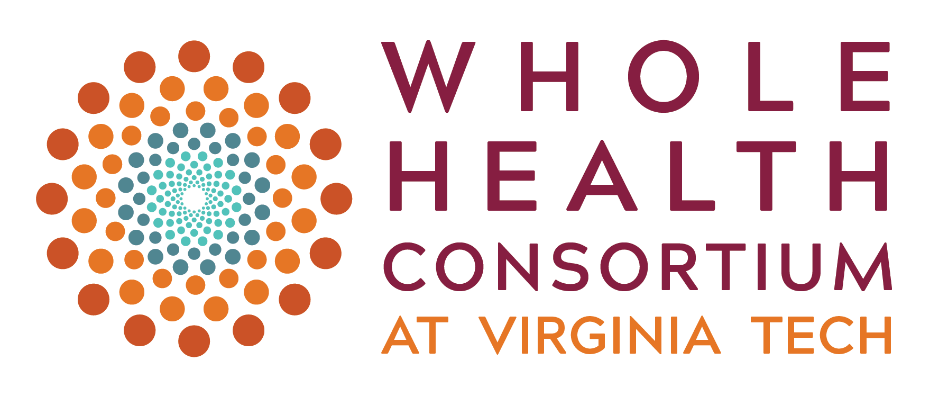 WHOLE
HEALTH
CONSORTIUM
AT VIRGINIA TECH